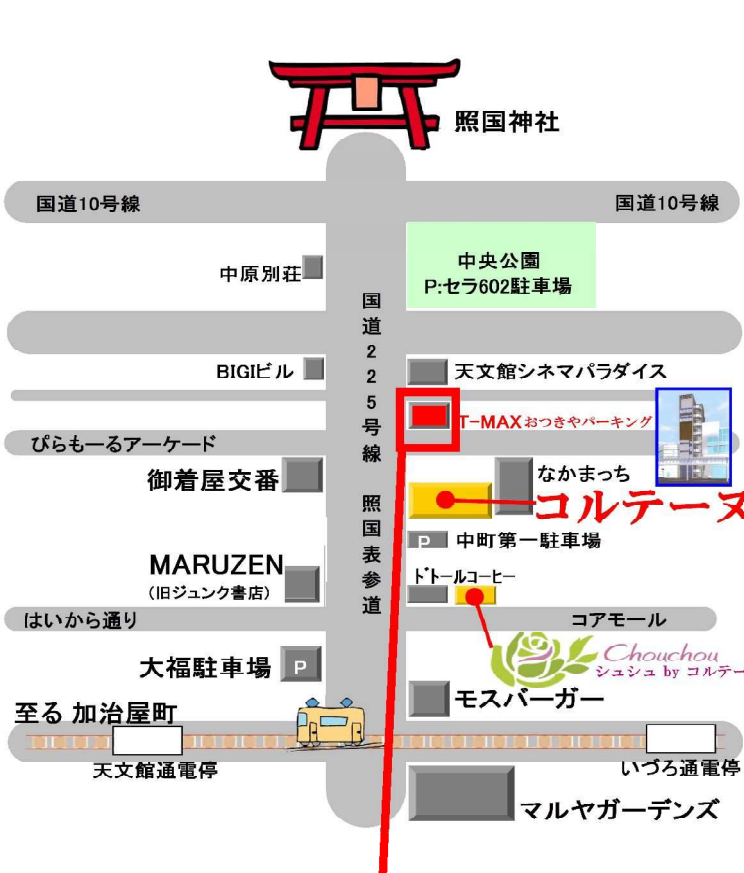 照国神社
国道10号線
国道10号線
中原別荘
中央公園
P:セラ602駐車場
国道225号線 照国表参道
BIGIビル
天文館シネマパラダイス
T-MAXおつきやパーキング
ぴらもーるアーケード
御着屋交番
なかまっち
コルテーヌ
P
中町第一駐車場
MARUZEN
(旧ジュンク書店)
ドトールコーヒー
はいから通り
コアモール
Chouchou
シュシュ by コルテー
大福駐車場
P
モスバーガー
至る 加治屋町
天文館通電停
いづろ通電停
マルヤガーデンズ